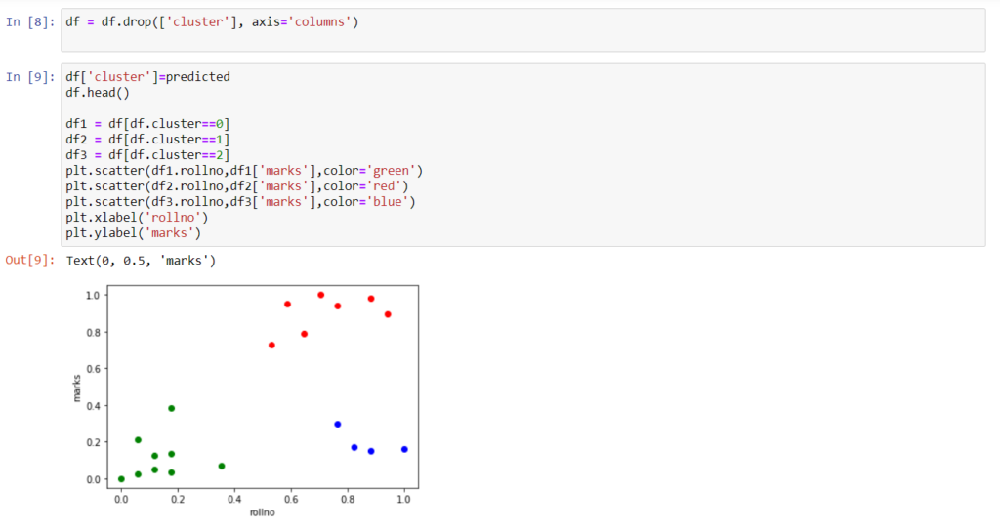 In [8]: df = df.drop(['cluster'], axis='columns')
In [9]: df['cluster']=predicted
df.head()
df1 = df[df.cluster==0]
df2 = df[df.cluster==1]
df3 = df[df.cluster==2]
plt.scatter(df1.rollno,df1['marks'],color='green')
plt.scatter(df2.rollno,df2['marks'],color='red')
plt.scatter(df3.rollno,df3['marks'],color='blue')
plt.xlabel('rollno')
plt.ylabel('marks')
Out[9]: Text(0, 0.5, 'marks')
1.0
0.8
0.6
0.4
0.2
0.0
marks
0.0 0.2 0.4 0.6 0.8 1.0
rollno